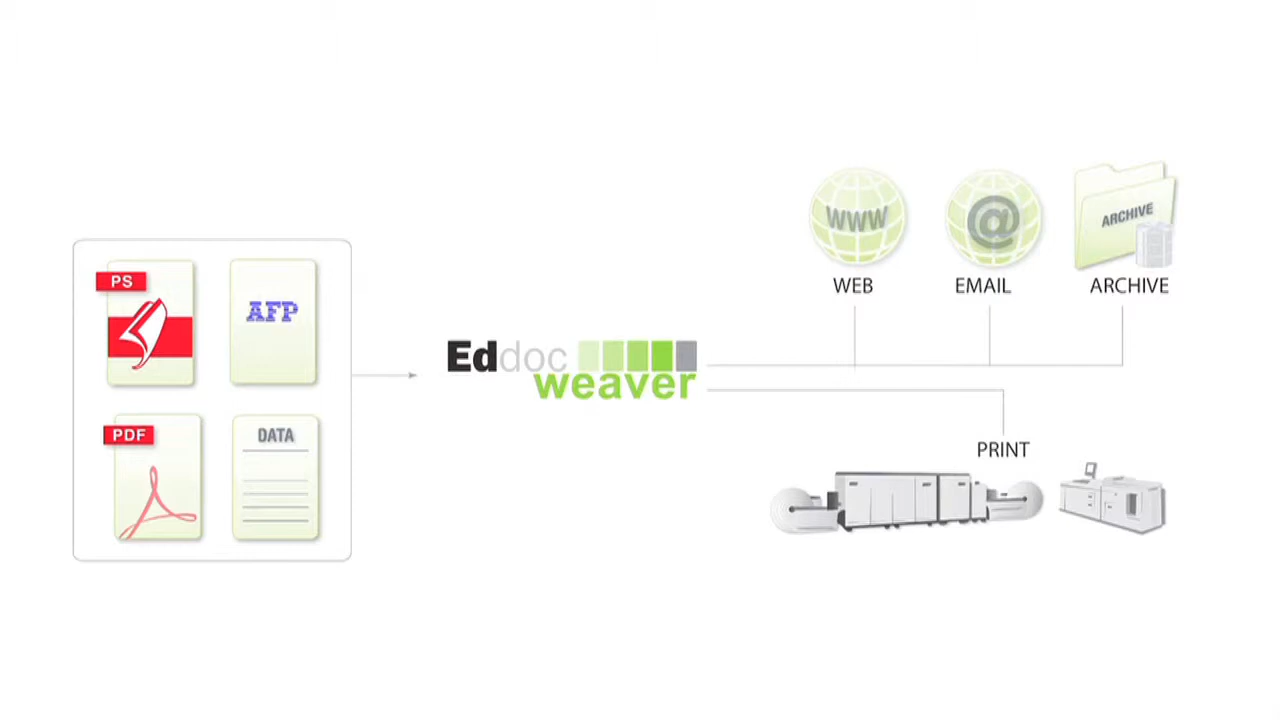 PS
AFP
PDF
DATA
Eddoc
weaver
WWW
@
ARCHIVE
WEB
EMAIL
ARCHIVE
PRINT